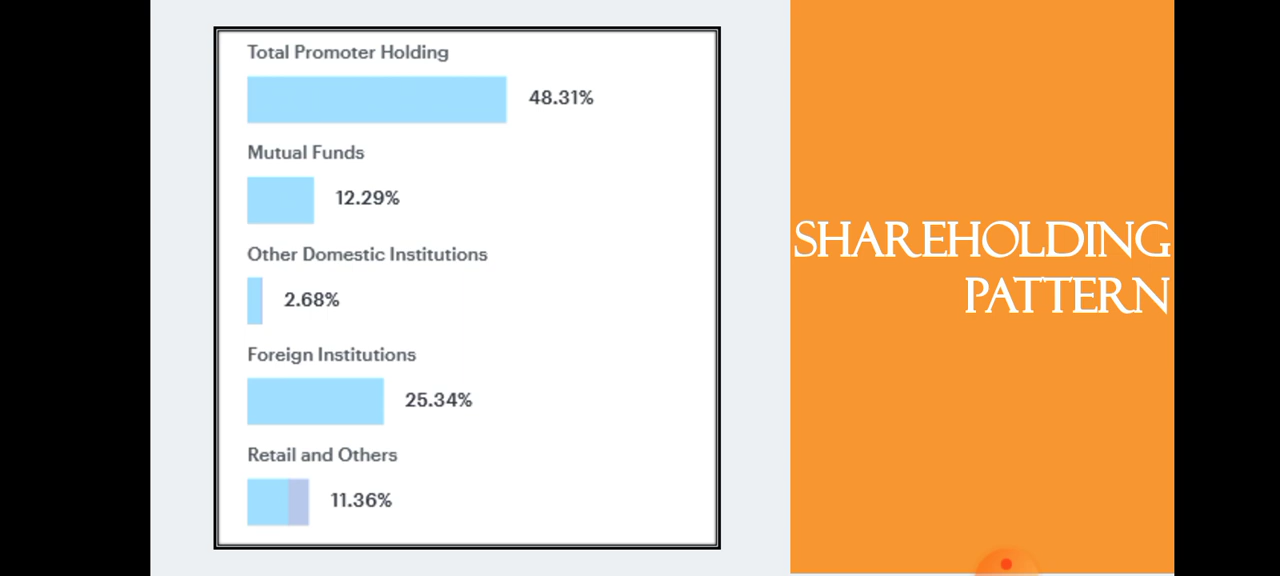 Total Promoter Holding
48.31%
Mutual Funds
12.29%
Other Domestic Institutions
2.68%
Foreign Institutions
25.34%
Retail and Others
11.36%
SHAREHOLDING
PATTERN